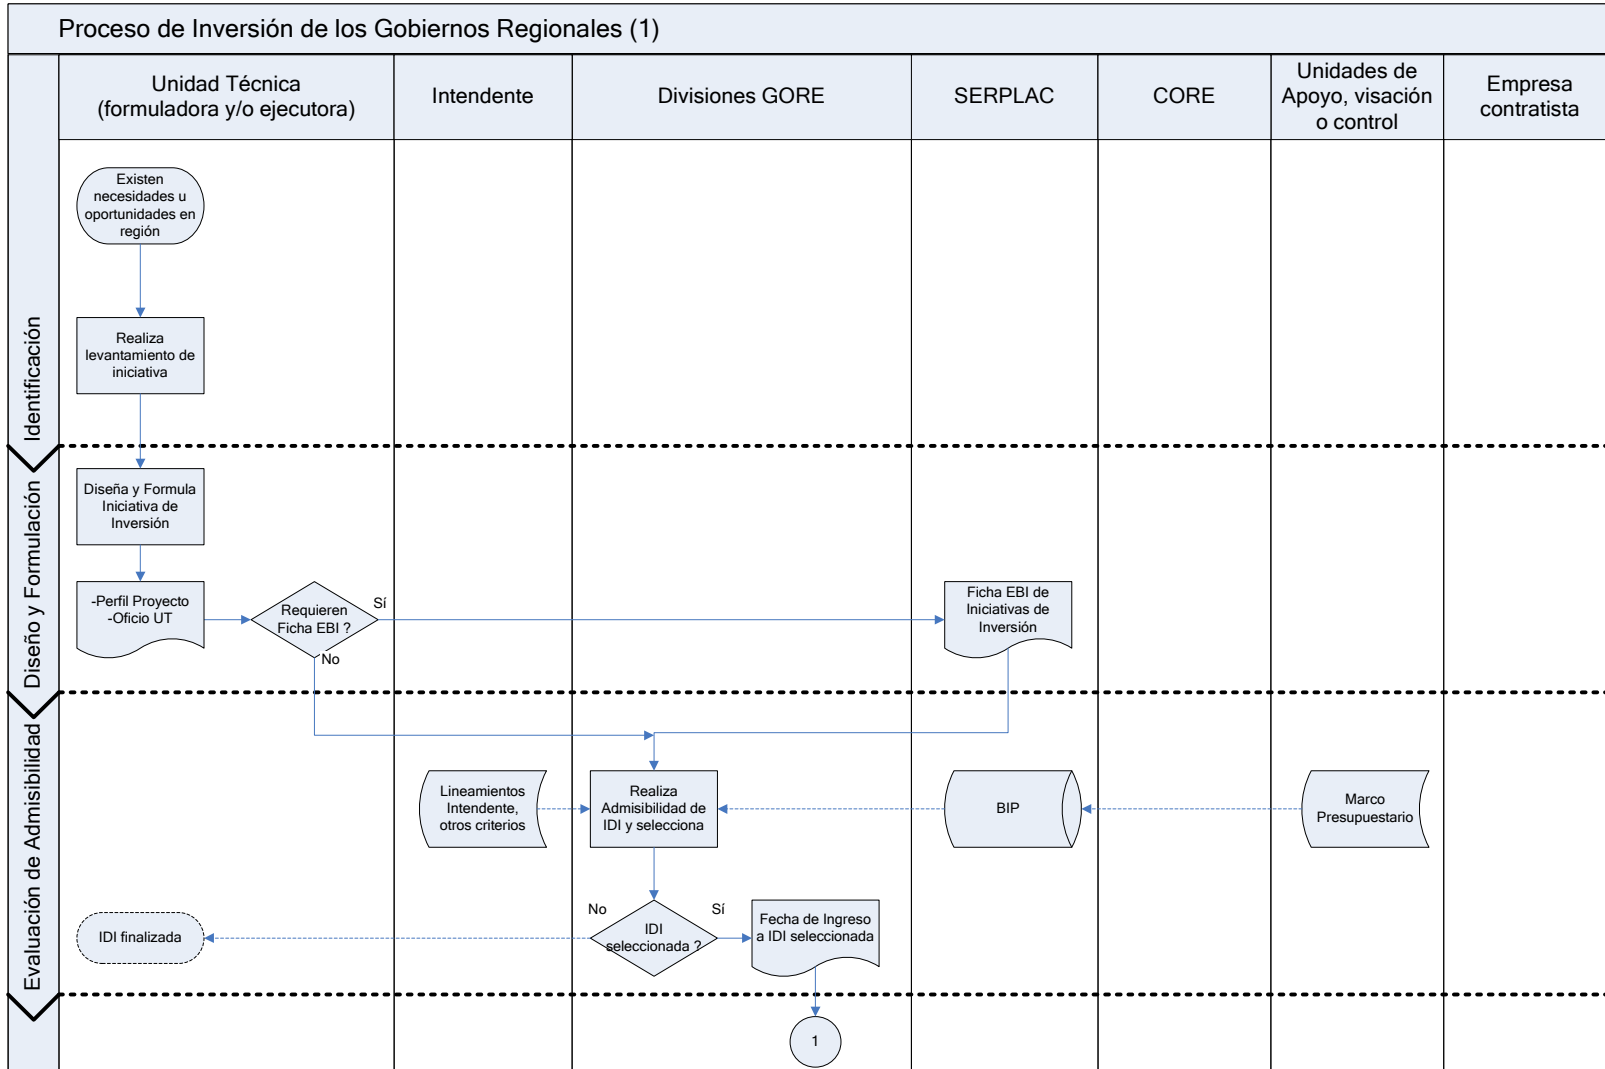 Proceso de Inversión de los Gobiernos Regionales (1)
Unidad Técnica
(formuladora y/o ejecutora)
Intendente
Divisiones GORE
SERPLAC
CORE
Unidades de
Apoyo, visación
o control
Empresa
contratista
Identificación
Existen
necesidades u
oportunidades en
región
Realiza
levantamiento de
iniciativa
Diseño y Formulación
Diseña y Formula
Iniciativa de
Inversión
-Perfil Proyecto
-Oficio UT
Requieren
Ficha EBI ?
Sí
No
Ficha EBI de
Iniciativas de
Inversión
Evaluación de Admisibilidad
Lineamientos
Intendente,
otros criterios
Realiza
Admisibilidad de
IDI y selecciona
BIP
Marco
Presupuestario
IDI finalizada
No
IDI
seleccionada ?
Sí
Fecha de Ingreso
a IDI seleccionada
1